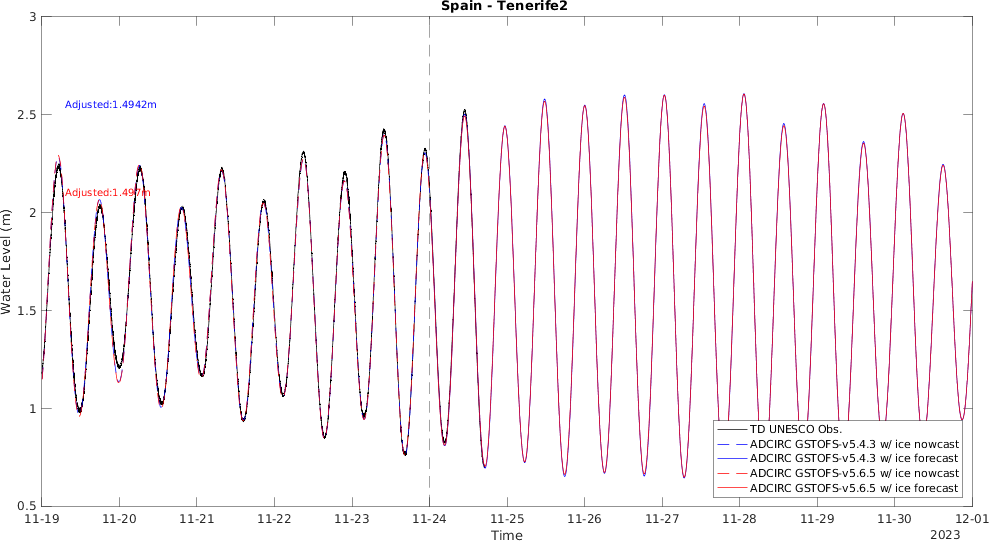 Spain - Tenerife2
3
2.5
2
1.5
1
0.5
Water Level (m)
Adjusted:1.4942m
Adjusted:1.497m
TD UNESCO Obs.
ADCIRC GSTOFS-v5.4.3 w/ ice nowcast
ADCIRC GSTOFS-v5.4.3 w/ ice forecast
ADCIRC GSTOFS-v5.6.5 w/ ice nowcast
ADCIRC GSTOFS-v5.6.5 w/ ice forecast
11-19 11-20 11-21 11-22 11-23 11-24 11-25 11-26 11-27 11-28 11-29 11-30 12-01
Time
2023